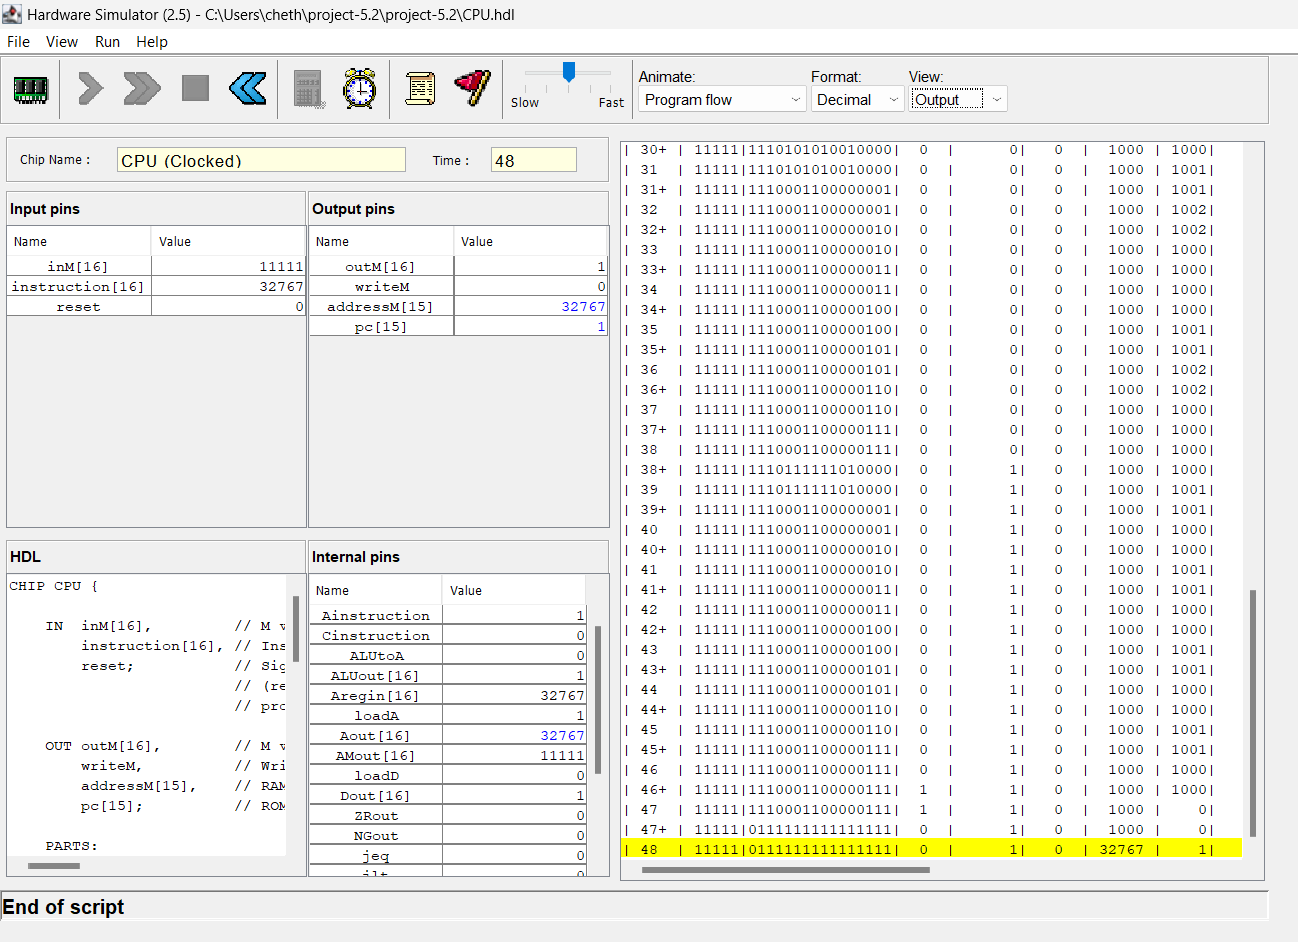 Hardware Simulator (2.5) - C:\Users\cheth\project-5.2\project-5.2\CPU.hdl
File View Run Help
Slow Fast
Animate: Format: View:
Program flow Decimal Output
Chip Name : CPU (Clocked) Time : 48
Input pins
Name Value
inM[16] 11111
instruction[16] 32767
reset 0
Output pins
Name Value
outM[16] 1
writeM 0
addressM[15] 32767
pc[15] 1
HDL
CHIP CPU {
IN inM[16], // M v
instruction[16], // Ins
reset; // Sig
// (re
// pro
OUT outM[16], // M v
writeM, // Wri
addressM[15], // RAM
pc[15]; // ROM
PARTS:
Internal pins
Name Value
Ainstruction 1
Cinstruction 0
ALUtoA 0
ALUout[16] 1
Aregin[16] 32767
loadA 1
Aout[16] 32767
AMout[16] 11111
loadD 0
Dout[16] 1
ZRout 0
NGout 0
jeq 0
| 30+ | 11111|1110101010010000| 0 | 0| 0 | 1000 | 1000|
| 31 | 11111|1110101010010000| 0 | 0| 0 | 1000 | 1001|
| 31+ | 11111|1110001100000001| 0 | 0| 0 | 1000 | 1001|
| 32 | 11111|1110001100000001| 0 | 0| 0 | 1000 | 1002|
| 32+ | 11111|1110001100000010| 0 | 0| 0 | 1000 | 1002|
| 33 | 11111|1110001100000010| 0 | 0| 0 | 1000 | 1000|
| 33+ | 11111|1110001100000011| 0 | 0| 0 | 1000 | 1000|
| 34 | 11111|1110001100000011| 0 | 0| 0 | 1000 | 1000|
| 34+ | 11111|1110001100000100| 0 | 0| 0 | 1000 | 1000|
| 35 | 11111|1110001100000100| 0 | 0| 0 | 1000 | 1001|
| 35+ | 11111|1110001100000101| 0 | 0| 0 | 1000 | 1001|
| 36 | 11111|1110001100000101| 0 | 0| 0 | 1000 | 1002|
| 36+ | 11111|1110001100000110| 0 | 0| 0 | 1000 | 1002|
| 37 | 11111|1110001100000110| 0 | 0| 0 | 1000 | 1000|
| 37+ | 11111|1110001100000111| 0 | 0| 0 | 1000 | 1000|
| 38 | 11111|1110001100000111| 0 | 0| 0 | 1000 | 1000|
| 38+ | 11111|1110111111010000| 0 | 1| 0 | 1000 | 1000|
| 39 | 11111|1110111111010000| 0 | 1| 0 | 1000 | 1001|
| 39+ | 11111|1110001100000001| 0 | 1| 0 | 1000 | 1001|
| 40 | 11111|1110001100000001| 0 | 1| 0 | 1000 | 1000|
| 40+ | 11111|1110001100000010| 0 | 1| 0 | 1000 | 1000|
| 41 | 11111|1110001100000010| 0 | 1| 0 | 1000 | 1001|
| 41+ | 11111|1110001100000011| 0 | 1| 0 | 1000 | 1001|
| 42 | 11111|1110001100000011| 0 | 1| 0 | 1000 | 1000|
| 42+ | 11111|1110001100000100| 0 | 1| 0 | 1000 | 1000|
| 43 | 11111|1110001100000100| 0 | 1| 0 | 1000 | 1001|
| 43+ | 11111|1110001100000101| 0 | 1| 0 | 1000 | 1001|
| 44 | 11111|1110001100000101| 0 | 1| 0 | 1000 | 1000|
| 44+ | 11111|1110001100000110| 0 | 1| 0 | 1000 | 1000|
| 45 | 11111|1110001100000110| 0 | 1| 0 | 1000 | 1001|
| 45+ | 11111|1110001100000111| 0 | 1| 0 | 1000 | 1001|
| 46 | 11111|1110001100000111| 0 | 1| 0 | 1000 | 1000|
| 46+ | 11111|1110001100000111| 1 | 1| 0 | 1000 | 1000|
| 47 | 11111|1110001100000111| 1 | 1| 0 | 1000 | 0|
| 47+ | 11111|0111111111111111| 0 | 1| 0 | 1000 | 0|
| 48 | 11111|0111111111111111| 0 | 1| 0 | 32767 | 1|
End of script